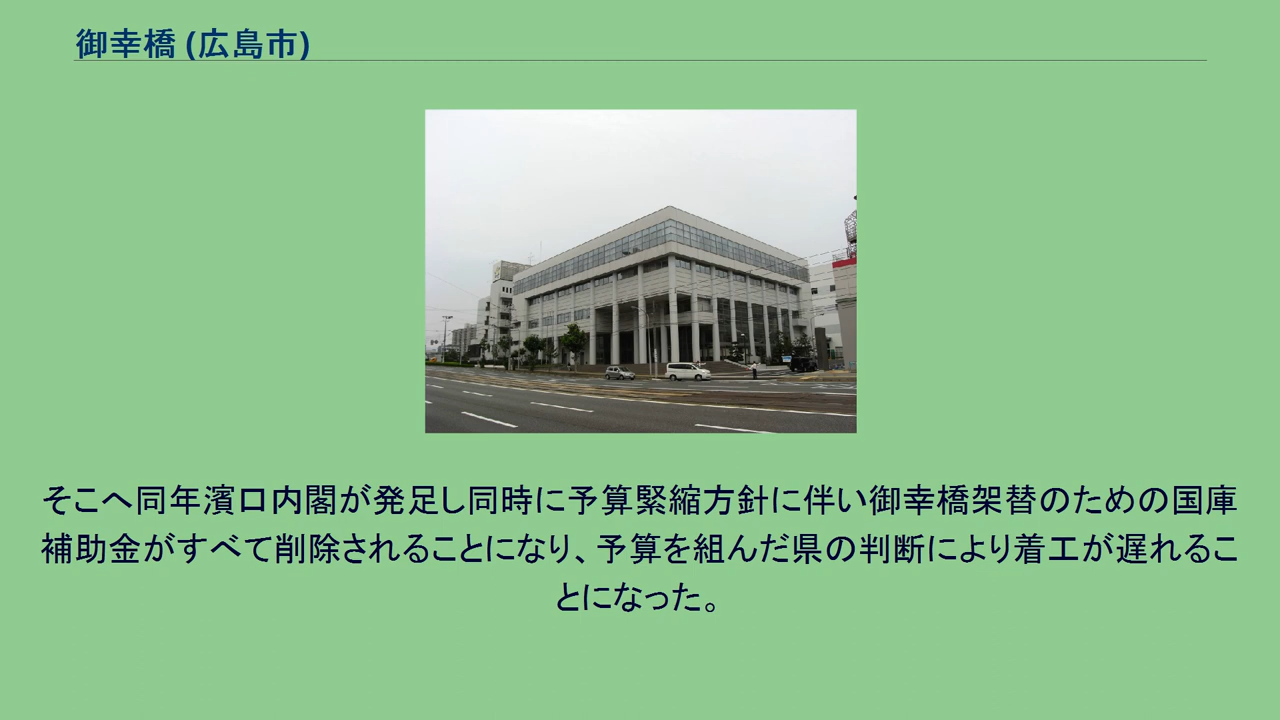 御幸橋 (広島市)
そこへ同年濱口内閣が発足し同時に予算緊縮方針に伴い御幸橋架替のための国庫
補助金がすべて削除されることになり、予算を組んだ県の判断により着工が遅れるこ
とになった。